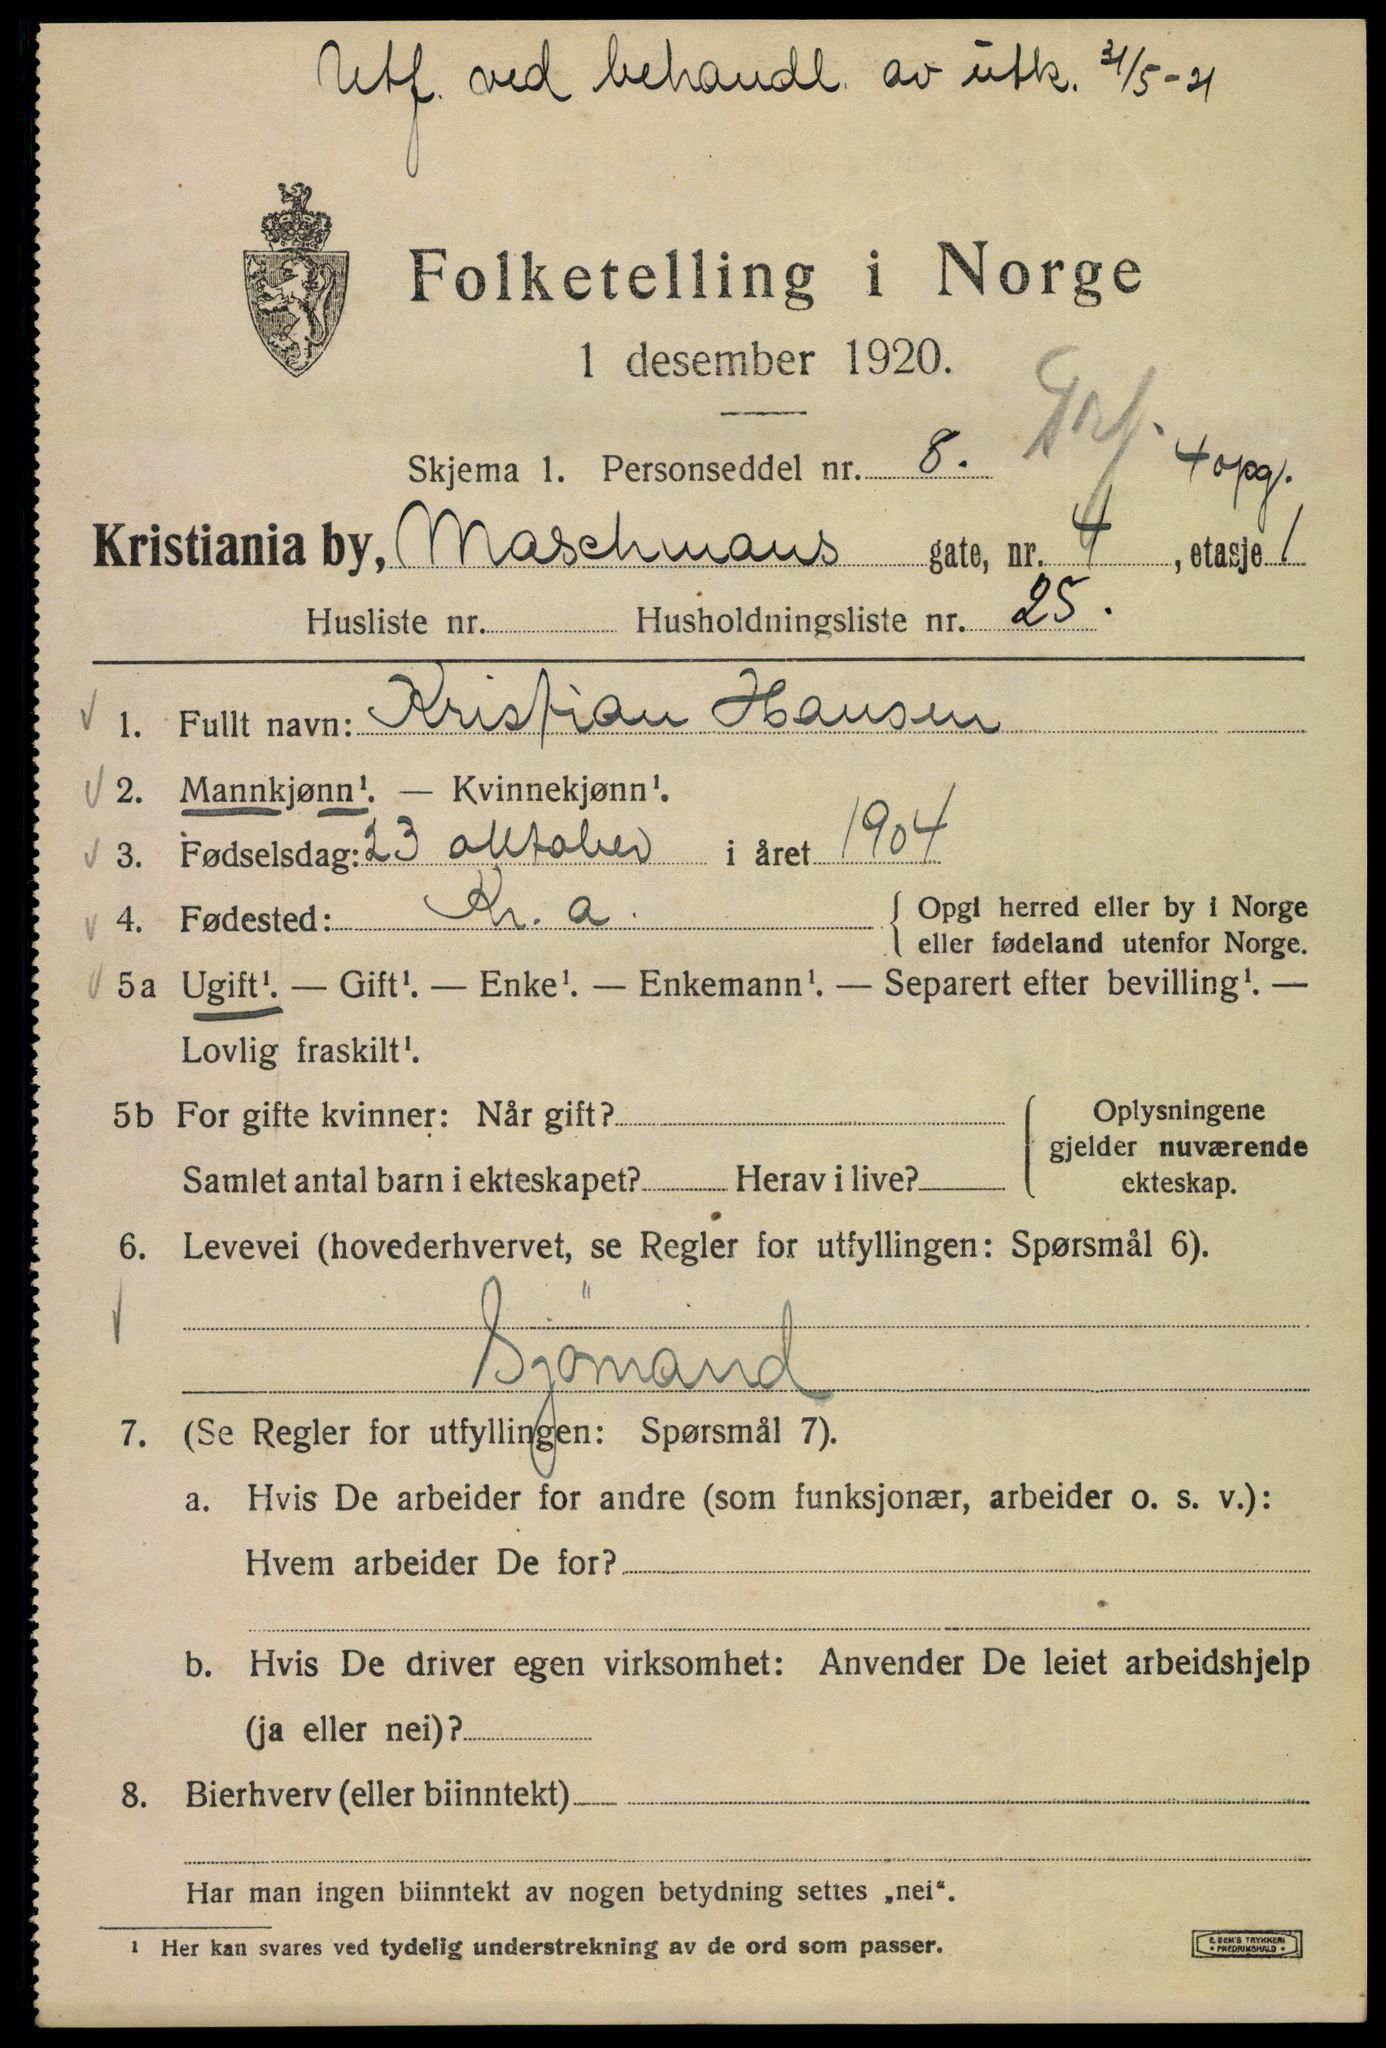 Utf. ved behandl. av utk. 31/5-21
Folketelling i Norge
1 desember 1920.
Skjema 1. Personseddel nr. 8.
4 opg.
Kristiania by, Maschmans gate, nr. 4, etasje 1
Husliste nr. Husholdningsliste nr. 25.
1. Fullt navn: Kristian Hansen
2. Mannkjønn¹. — Kvinnekjønn¹.
3. Fødselsdag: 23 oktober i året 1904
4. Fødested: Kr. a. Opgi herred eller by i Norge
eller fødeland utenfor Norge.
5a Ugift¹. — Gift¹. — Enke¹. — Enkemann¹. — Separert efter bevilling¹. —
Lovlig fraskilt¹.
5b For gifte kvinner: Når gift? Oplysningene
gjelder nuværende
Samlet antal barn i ekteskapet? Herav i live? ekteskap.
6. Levevei (hovederhvervet, se Regler for utfyllingen: Spørsmål 6).
Sjömand
7. (Se Regler for utfyllingen: Spørsmål 7).
a. Hvis De arbeider for andre (som funksjonær, arbeider o. s. v.):
Hvem arbeider De for?
b. Hvis De driver egen virksomhet: Anvender De leiet arbeidshjelp
(ja eller nei)?
8. Bierhverv (eller biinntekt)
Har man ingen biinntekt av nogen betydning settes „nei“.
¹ Her kan svares ved tydelig understrekning av de ord som passer.
E. SEM'S TRYKKERI
• FREDRIKSHALD •